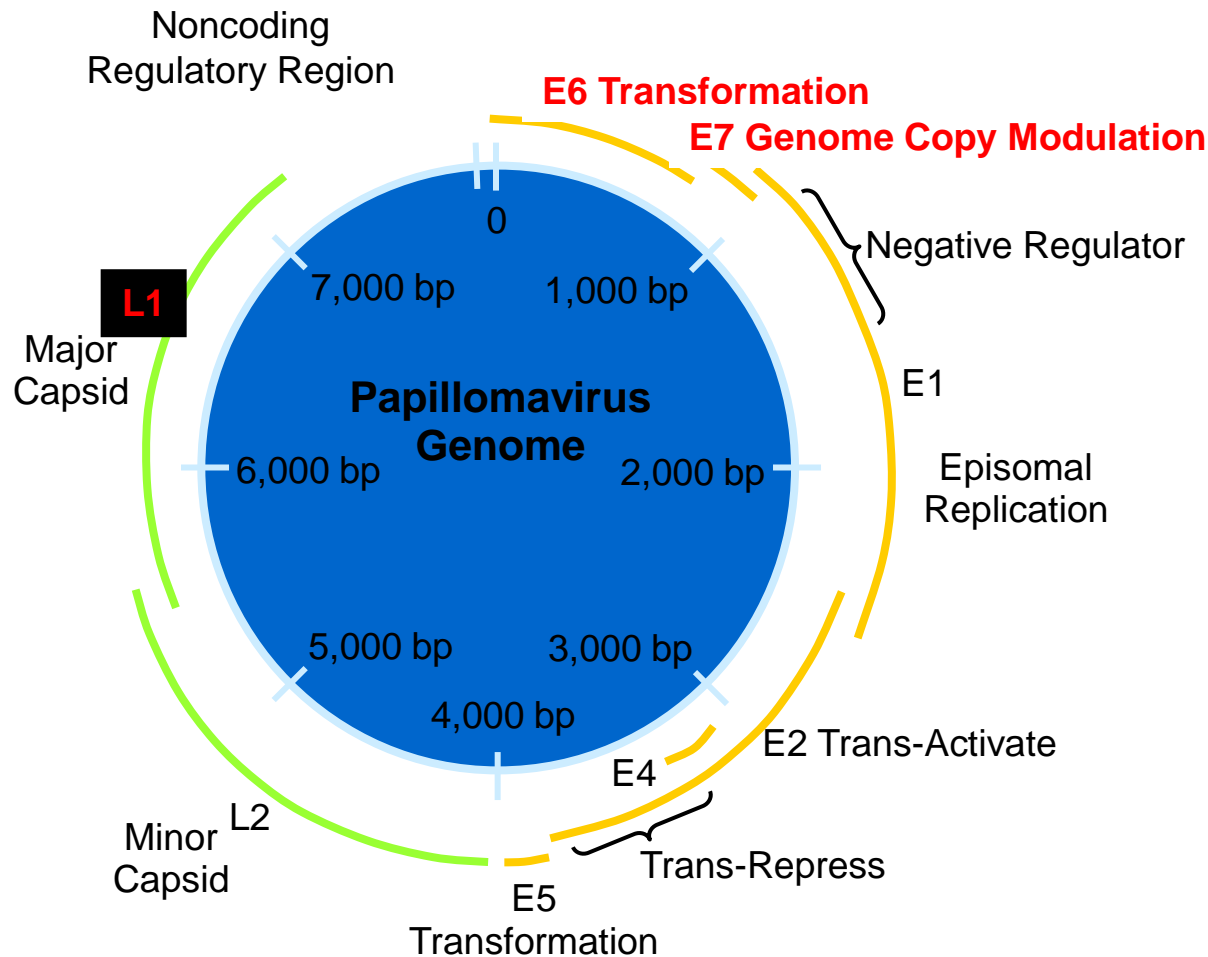 Noncoding
Regulatory Region
E6 Transformation
E7 Genome Copy Modulation
0
Negative Regulator
7,000 bp
1,000 bp
L1
Major
Capsid
E1
Papillomavirus
Genome
6,000 bp
2,000 bp
Episomal
Replication
5,000 bp
3,000 bp
4,000 bp
E2 Trans-Activate
E4
L2
Minor
Capsid
Trans-Repress
E5
Transformation